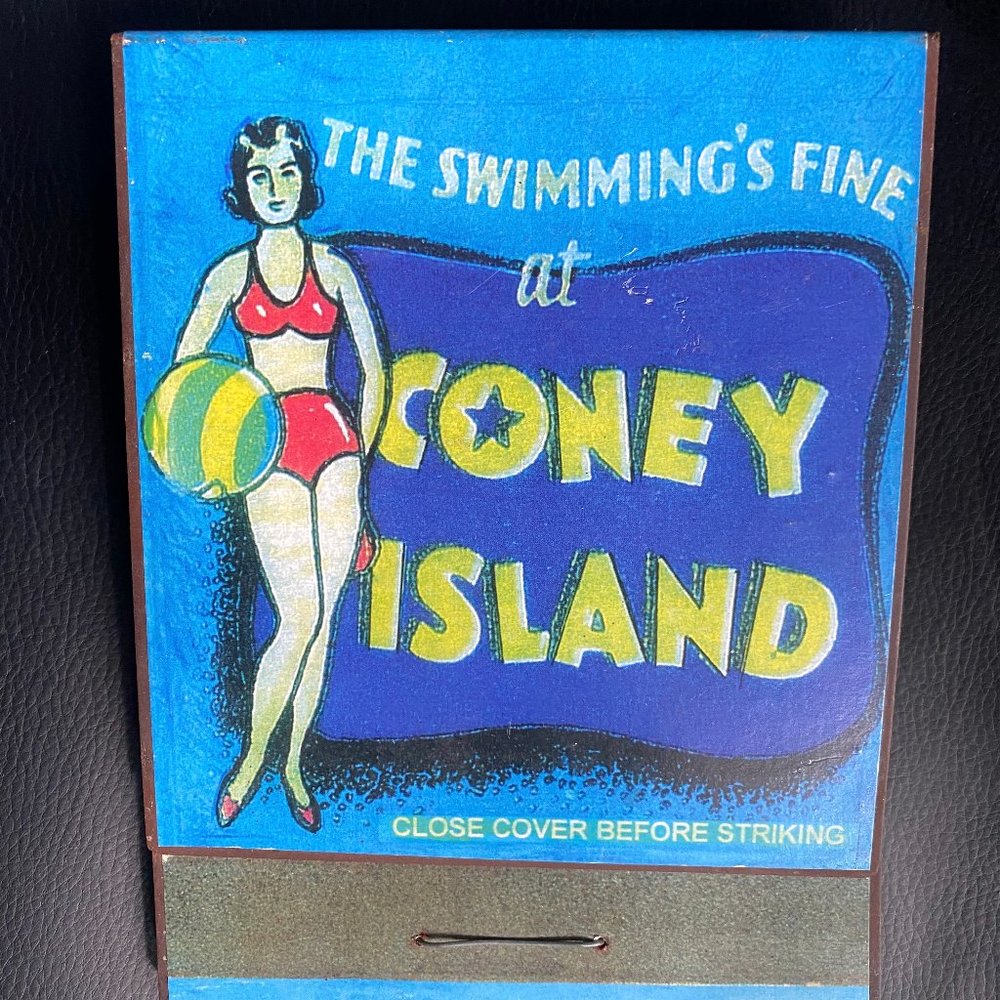 THE SWIMMING'S FINE
at
CONEY
ISLAND
CLOSE COVER BEFORE STRIKING